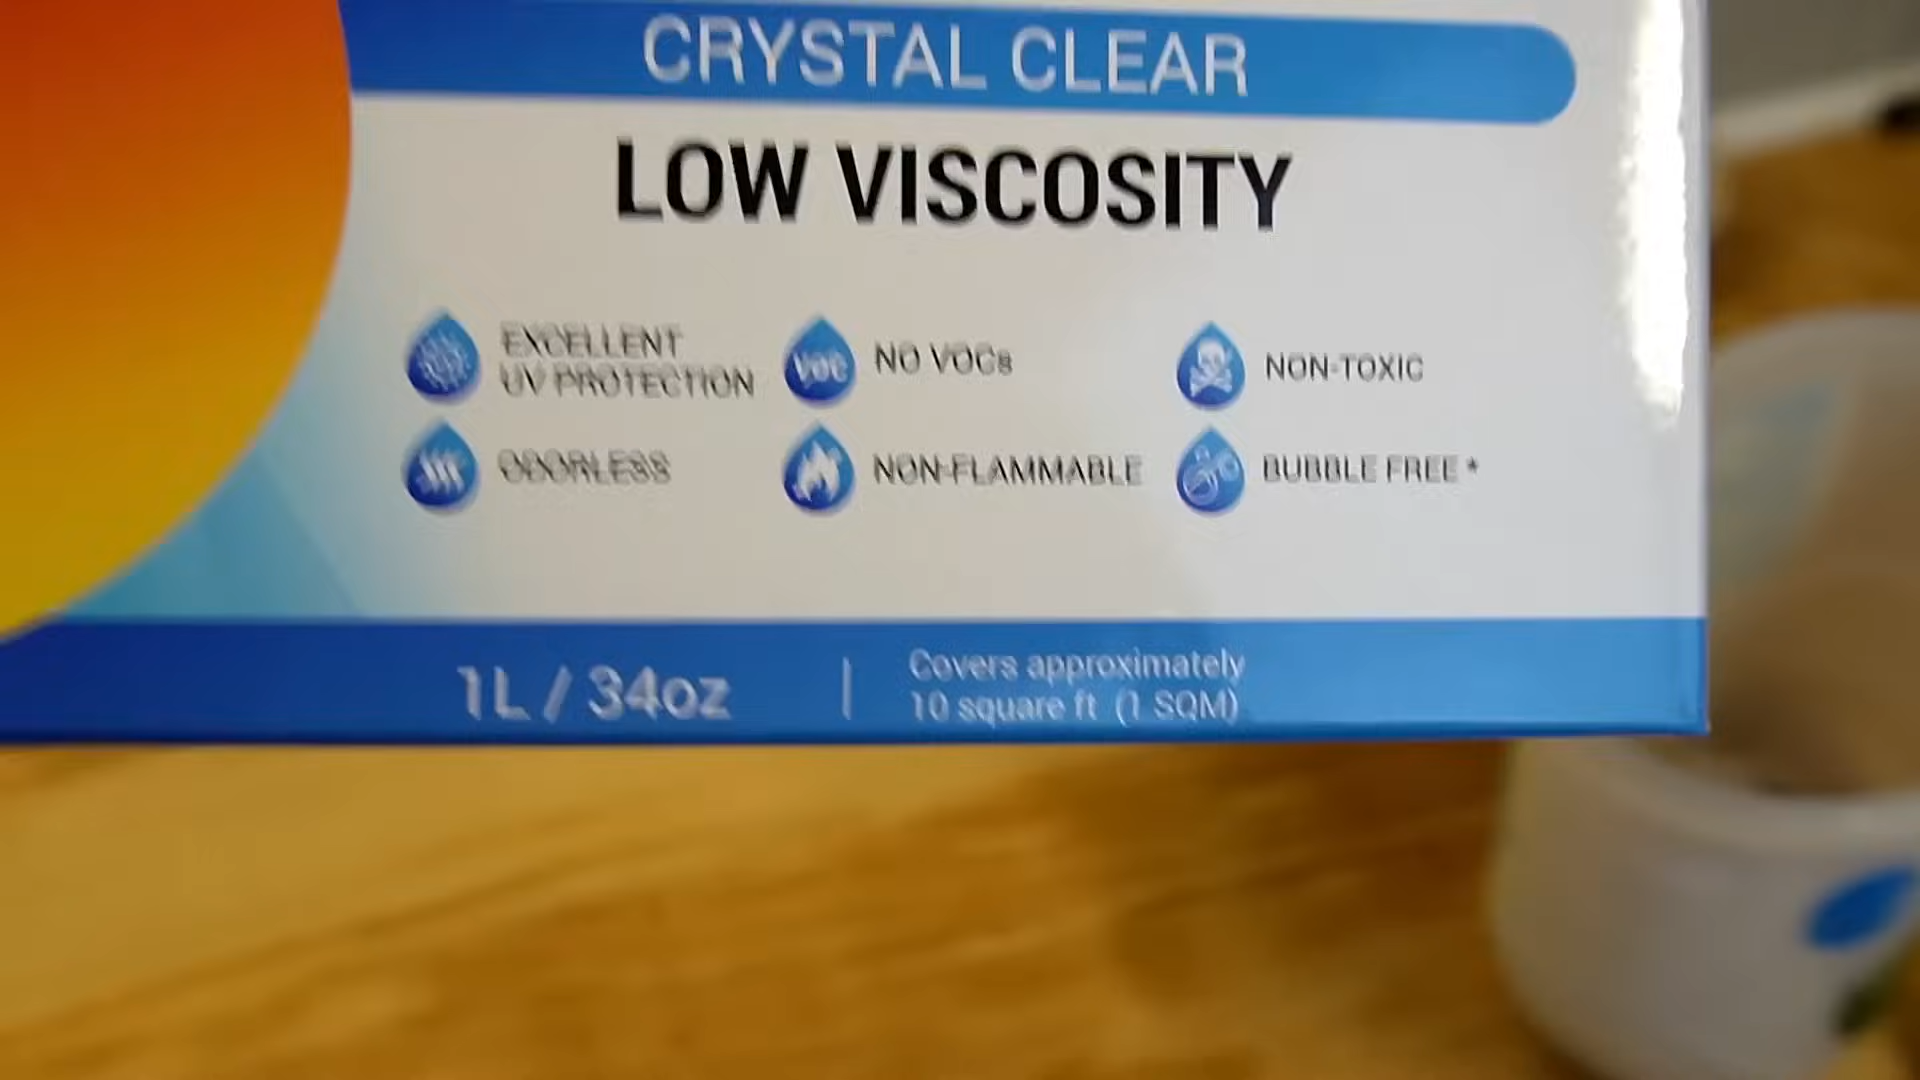 CRYSTAL CLEAR
LOW VISCOSITY
EXCELLENT
UV PROTECTION
VOC
NO VOCs
NON-TOXIC
ODORLESS
NON-FLAMMABLE
BUBBLE FREE *
1L / 34oz
Covers approximately
10 square ft (1 SQM)